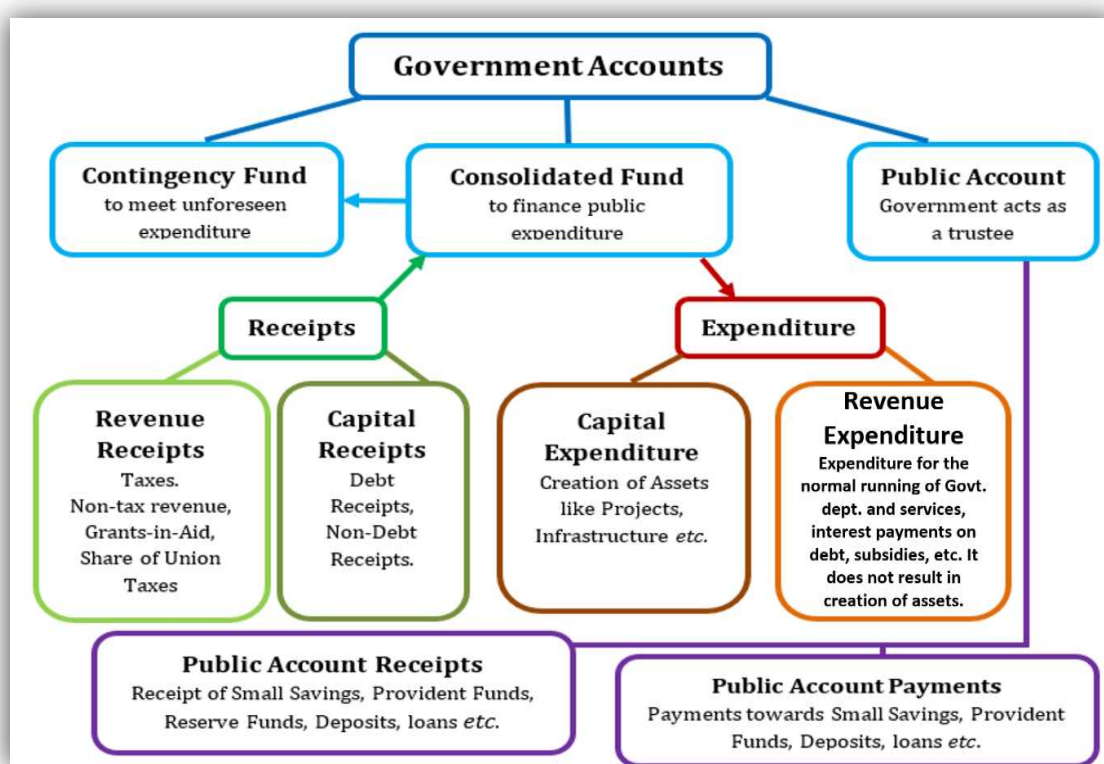 Government Accounts
Contingency Fund
to meet unforeseen
expenditure
Consolidated Fund
to finance public
expenditure
Public Account
Government acts as
a trustee
Receipts
Expenditure
Revenue
Receipts
Taxes.
Non-tax revenue,
Grants-in-Aid,
Share of Union
Taxes
Capital
Receipts
Debt
Receipts,
Non-Debt
Receipts.
Capital
Expenditure
Creation of Assets
like Projects,
Infrastructure etc.
Revenue
Expenditure
Expenditure for the
normal running of Govt.
dept. and services,
interest payments on
debt, subsidies, etc. It
does not result in
creation of assets.
Public Account Receipts
Receipt of Small Savings, Provident Funds,
Reserve Funds, Deposits, loans etc.
Public Account Payments
Payments towards Small Savings, Provident
Funds, Deposits, loans etc.